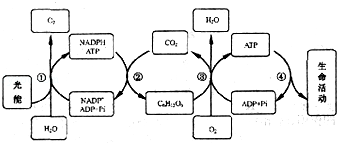 O₂
H₂O
NADPH
ATP
CO₂
ATP
光
能
①
②
③
④
生
命
活
动
NADP⁺
ADP+Pi
C₆H₁₂O₆
ADP+Pi
H₂O
O₂